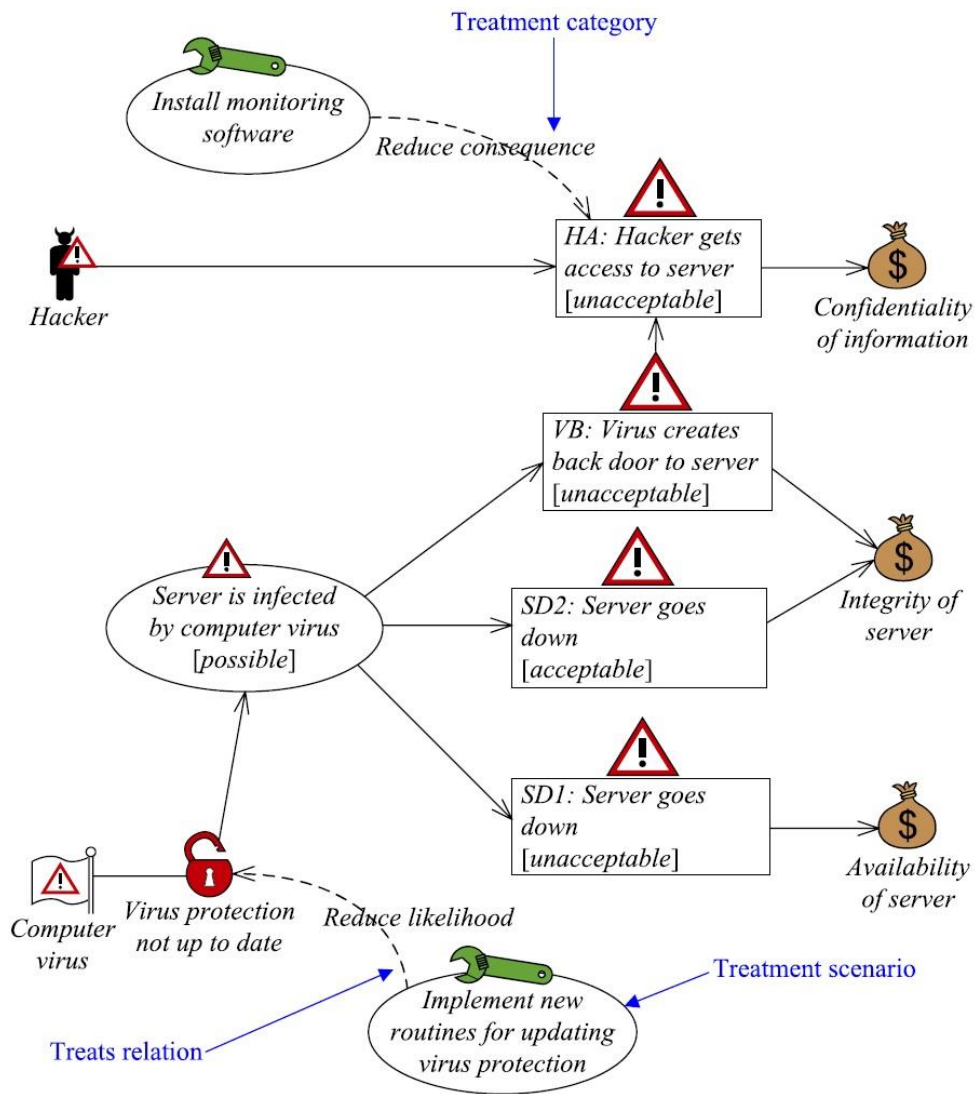 Treatment category
Install monitoring
software
Reduce consequence
HA: Hacker gets
access to server
[unacceptable]
Hacker
$
Confidentiality
of information
VB: Virus creates
back door to server
[unacceptable]
Server is infected
by computer virus
[possible]
SD2: Server goes
down
[acceptable]
$
Integrity of
server
SD1: Server goes
down
[unacceptable]
$
Availability
of server
Computer
virus
Virus protection
not up to date
Reduce likelihood
Implement new
routines for updating
virus protection
Treatment scenario
Treats relation